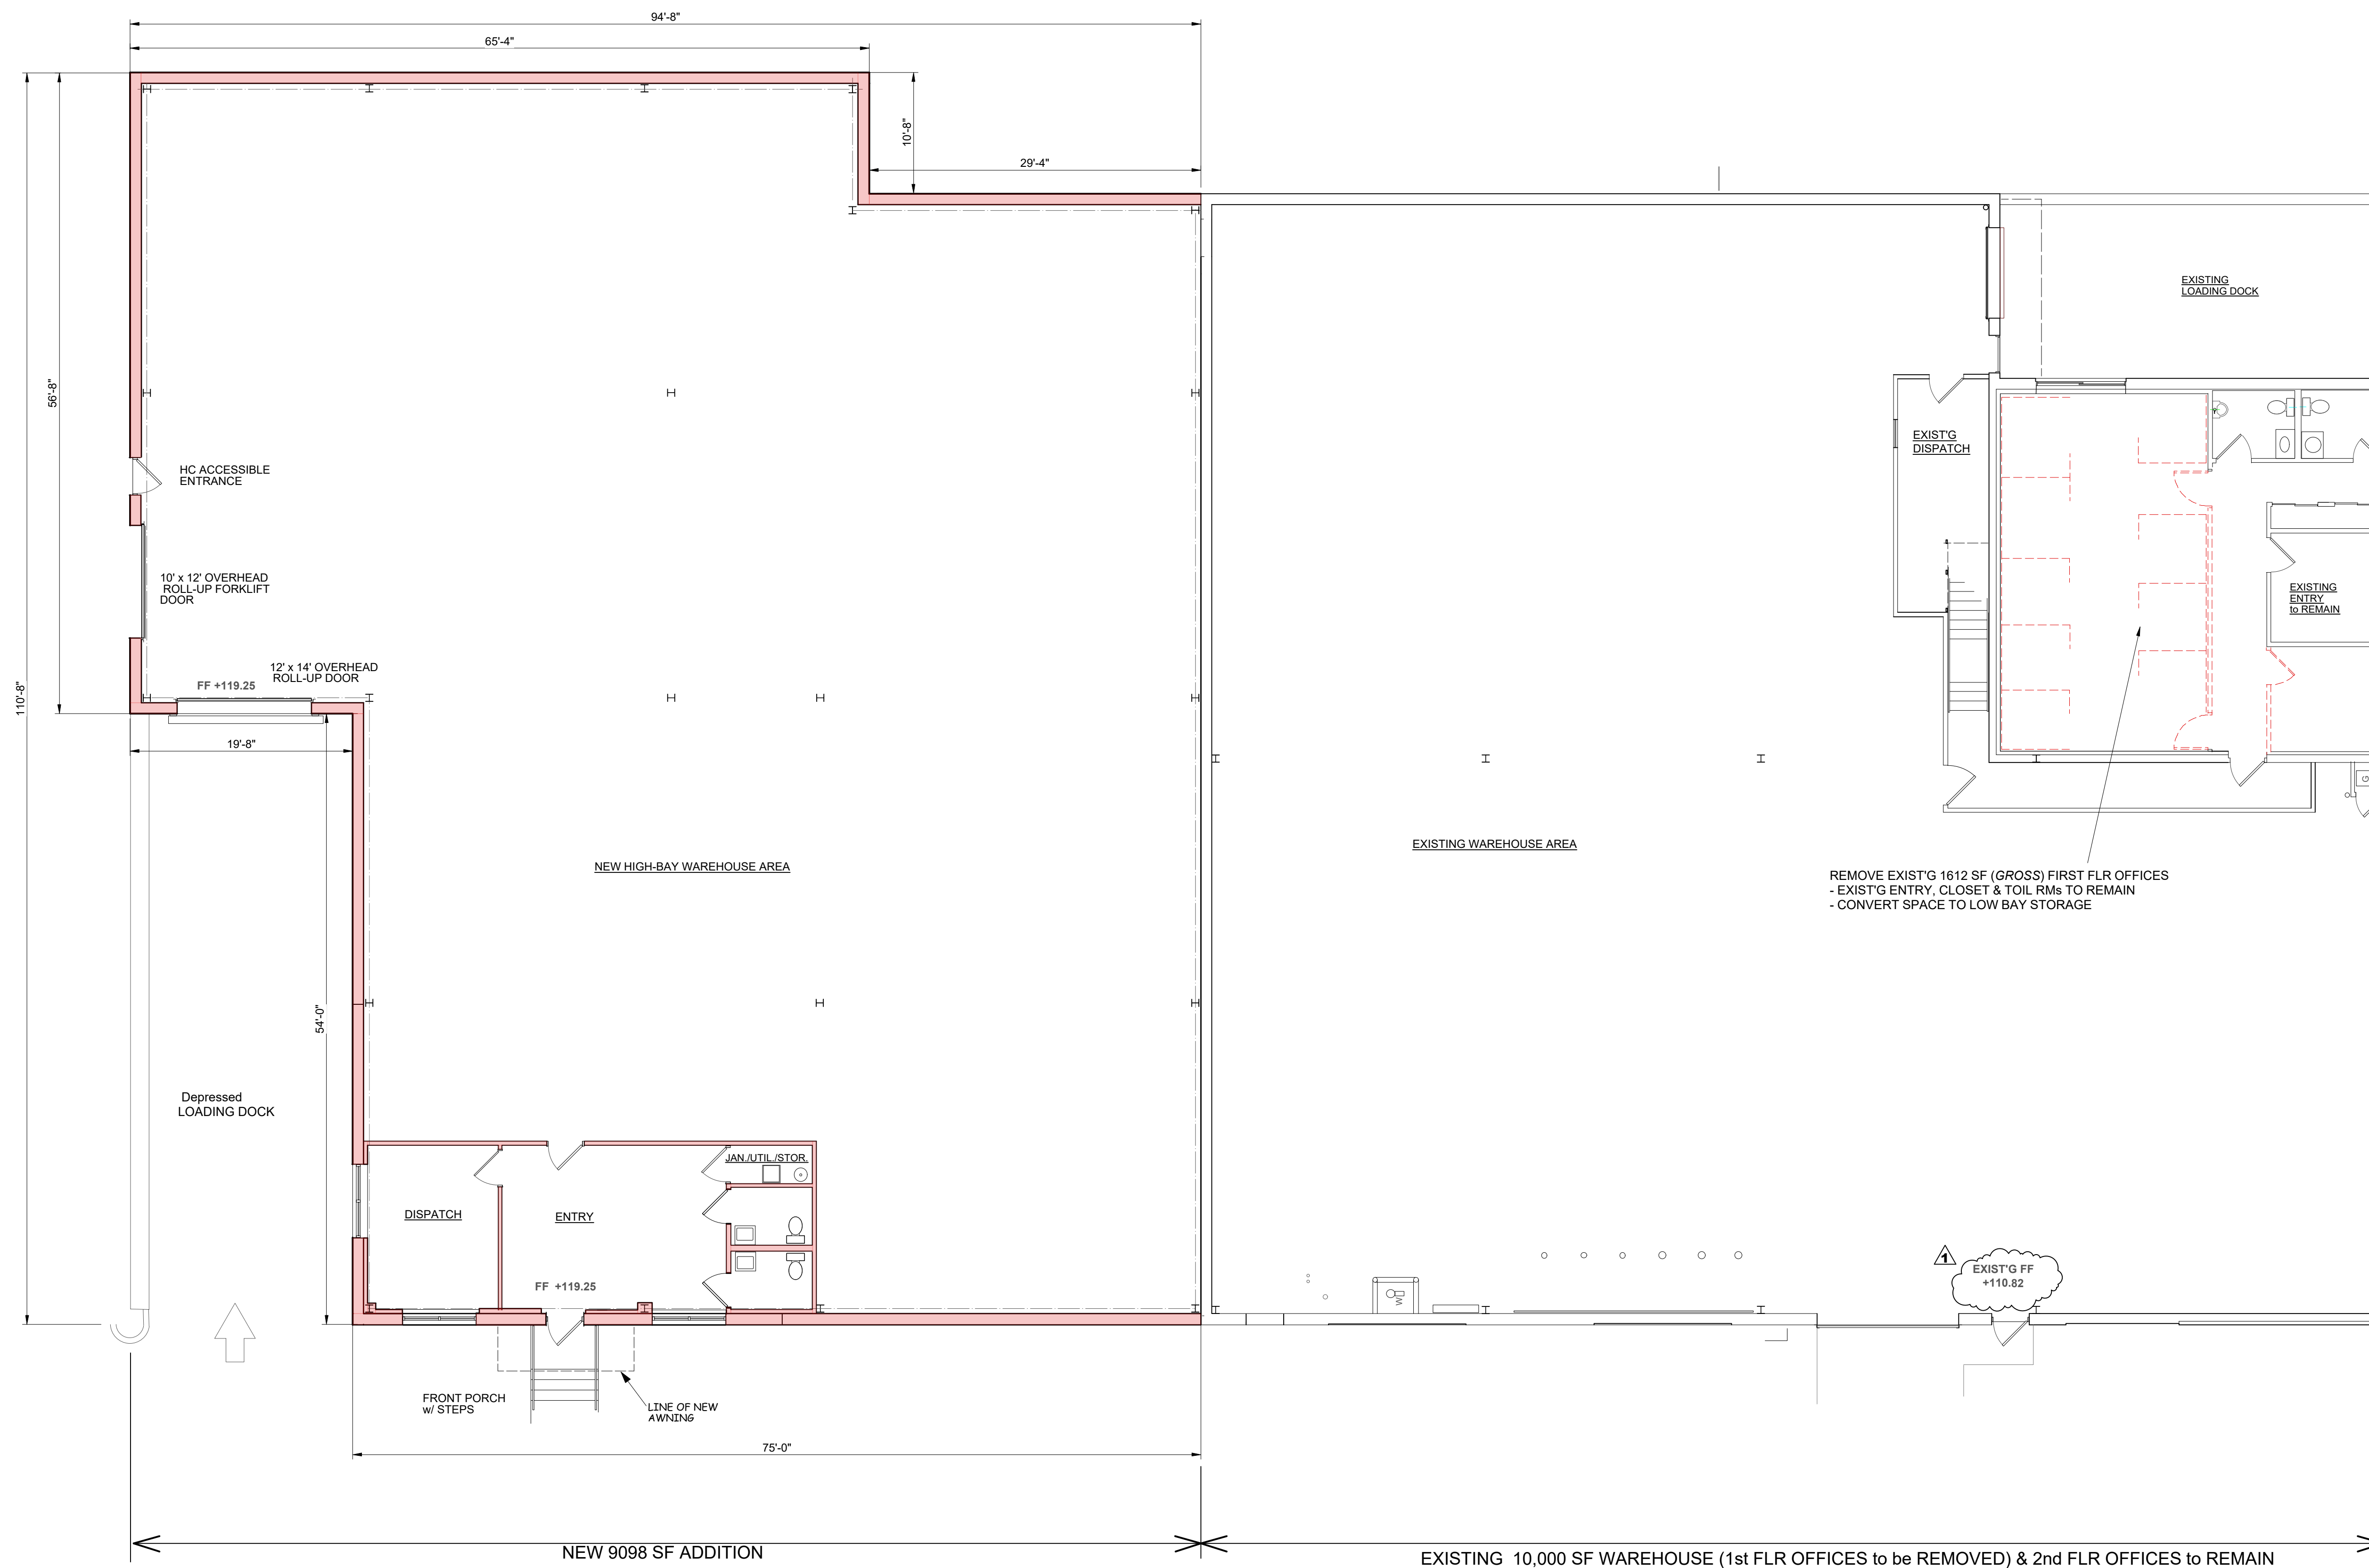 94'-8"
65'-4"
10'-8"
29'-4"
EXISTING
LOADING DOCK
56'-8"
110'-8"
HC ACCESSIBLE
ENTRANCE
EXIST'G
DISPATCH
10' x 12' OVERHEAD
ROLL-UP FORKLIFT
DOOR
EXISTING
ENTRY
to REMAIN
12' x 14' OVERHEAD
ROLL-UP DOOR
FF +119.25
19'-8"
G
NEW HIGH-BAY WAREHOUSE AREA
EXISTING WAREHOUSE AREA
REMOVE EXIST'G 1612 SF (GROSS) FIRST FLR OFFICES
- EXIST'G ENTRY, CLOSET & TOIL RMs TO REMAIN
- CONVERT SPACE TO LOW BAY STORAGE
54'-0"
Depressed
LOADING DOCK
JAN./UTIL./STOR.
DISPATCH
ENTRY
FF +119.25
W
1
EXIST'G FF
+110.82
FRONT PORCH
w/ STEPS
LINE OF NEW
AWNING
75'-0"
NEW 9098 SF ADDITION
EXISTING 10,000 SF WAREHOUSE (1st FLR OFFICES to be REMOVED) & 2nd FLR OFFICES to REMAIN